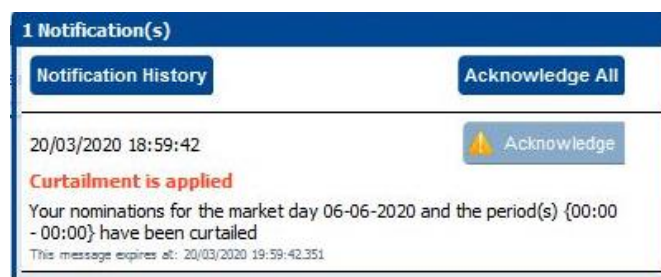 1 Notification(s)
Notification History
Acknowledge All
20/03/2020 18:59:42
Acknowledge
Curtailment is applied
Your nominations for the market day 06-06-2020 and the period(s) {00:00
- 00:00} have been curtailed
This message expires at: 20/03/2020 19:59:42.351